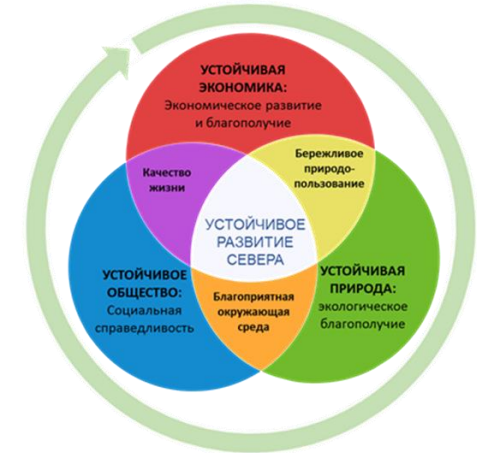 УСТОЙЧИВАЯ
ЭКОНОМИКА:
Экономическое развитие
и благополучие
Качество
жизни
Бережливое
природо-
пользование
УСТОЙЧИВОЕ
РАЗВИТИЕ
СЕВЕРА
УСТОЙЧИВОЕ
ОБЩЕСТВО:
Социальная
справедливость
Благоприятная
окружающая
среда
УСТОЙЧИВАЯ
ПРИРОДА:
экологическое
благополучие